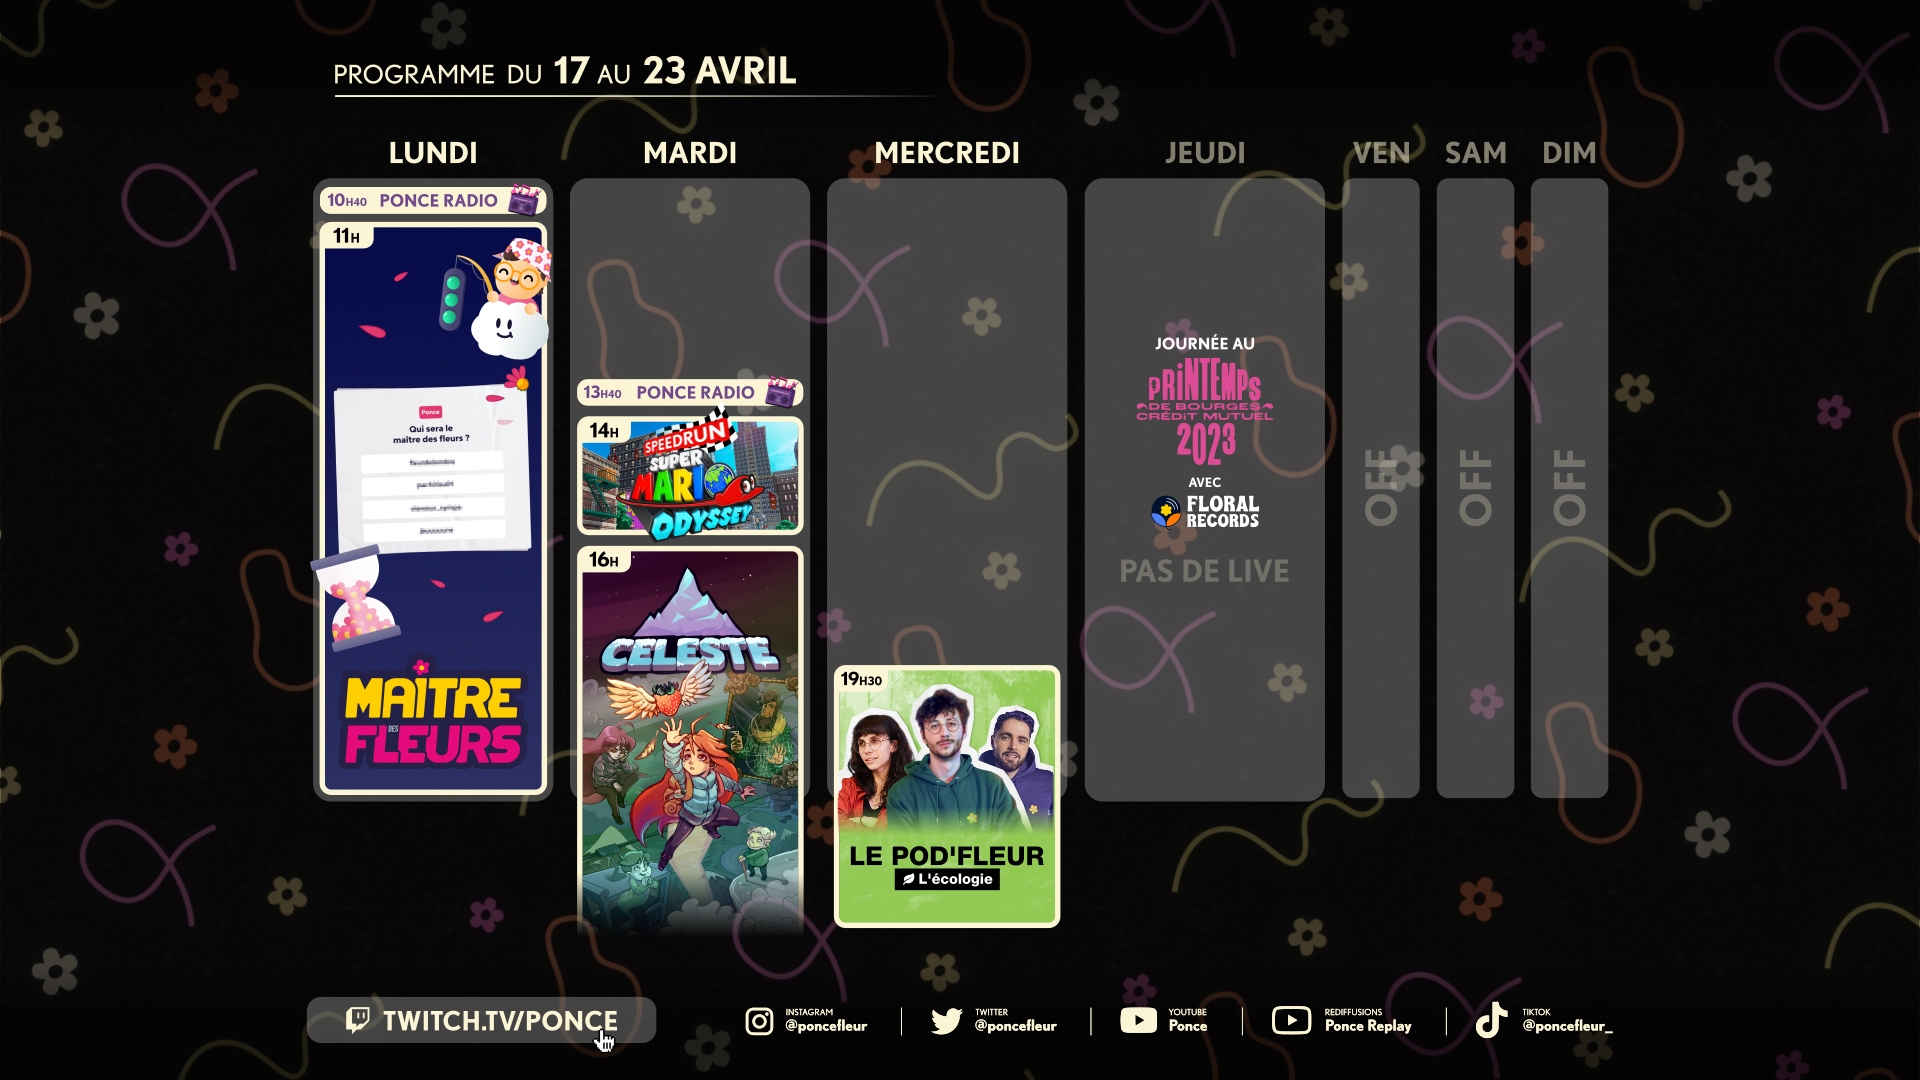 PROGRAMME DU 17 AU 23 AVRIL
LUNDI
10H40 PONCE RADIO
11H
Ponce
Qui sera le
maître des fleurs ?
MAÎTRE
DES
FLEURS
MARDI
13H40 PONCE RADIO
14H
SPEEDRUN
SUPER
MARIO
ODYSSEY
16H
CELESTE
MERCREDI
19H30
LE POD'FLEUR
L'écologie
JEUDI
JOURNÉE AU
PRINTEMPS
DE BOURGES
CRÉDIT MUTUEL
2023
AVEC
FLORAL
RECORDS
PAS DE LIVE
VEN
OFF
SAM
OFF
DIM
OFF
TWITCH.TV/PONCE
INSTAGRAM
@poncefleur
TWITTER
@poncefleur
YOUTUBE
Ponce
REDIFFUSIONS
Ponce Replay
TIKTOK
@poncefleur_